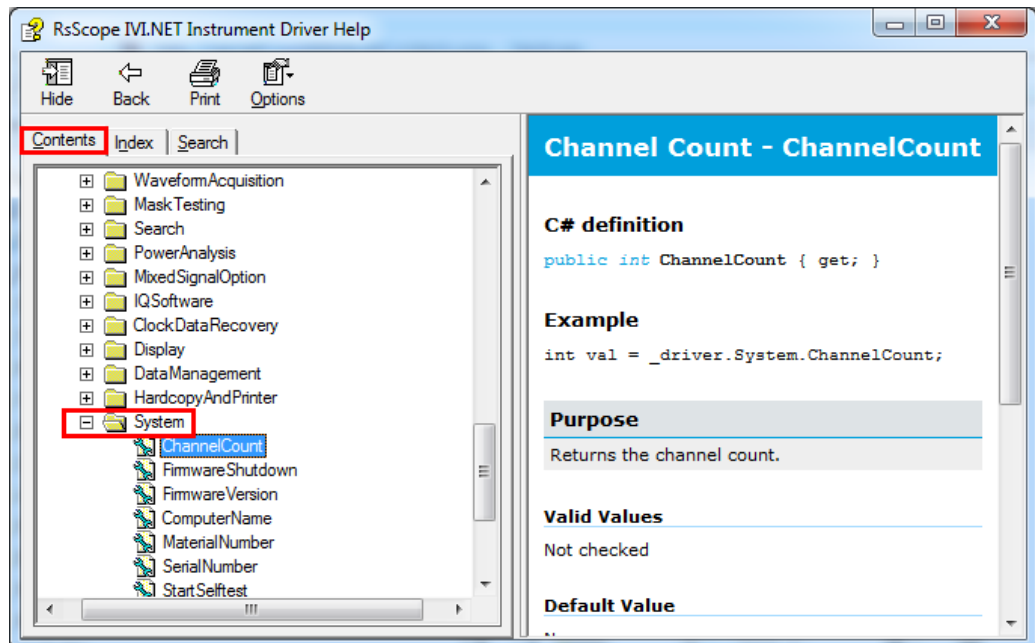 RsScope IVI.NET Instrument Driver Help
Hide Back Print Options
Contents Index Search
WaveformAcquisition
MaskTesting
Search
PowerAnalysis
MixedSignalOption
IQSoftware
ClockDataRecovery
Display
DataManagement
HardcopyAndPrinter
System
ChannelCount
FirmwareShutdown
FirmwareVersion
ComputerName
MaterialNumber
SerialNumber
StartSelftest
Channel Count - ChannelCount
C# definition
public int ChannelCount { get; }
Example
int val = _driver.System.ChannelCount;
Purpose
Returns the channel count.
Valid Values
Not checked
Default Value